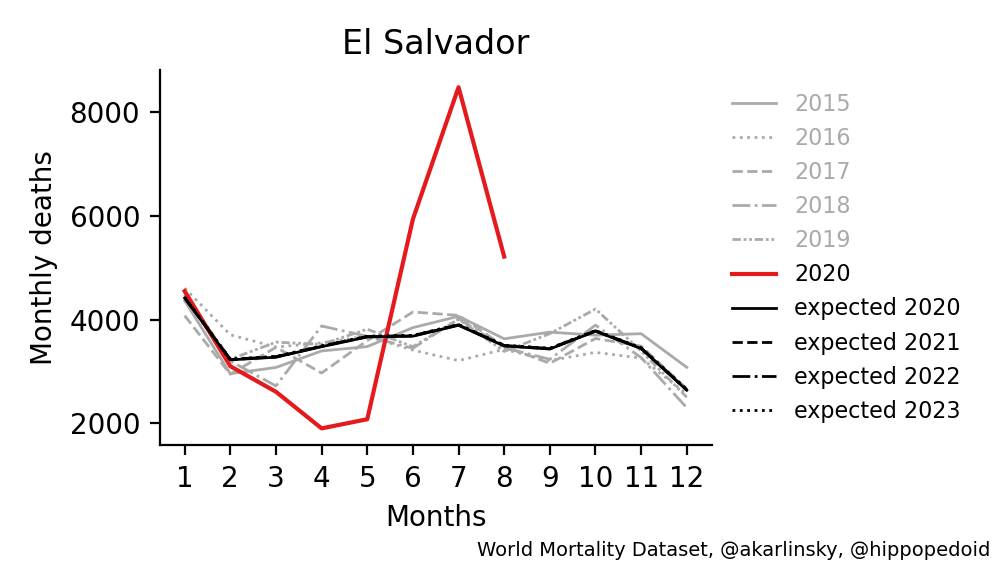 El Salvador
Monthly deaths
8000
6000
4000
2000
1 2 3 4 5 6 7 8 9 10 11 12
Months
2015
2016
2017
2018
2019
2020
expected 2020
expected 2021
expected 2022
expected 2023
World Mortality Dataset, @akarlinsky, @hippopedoid